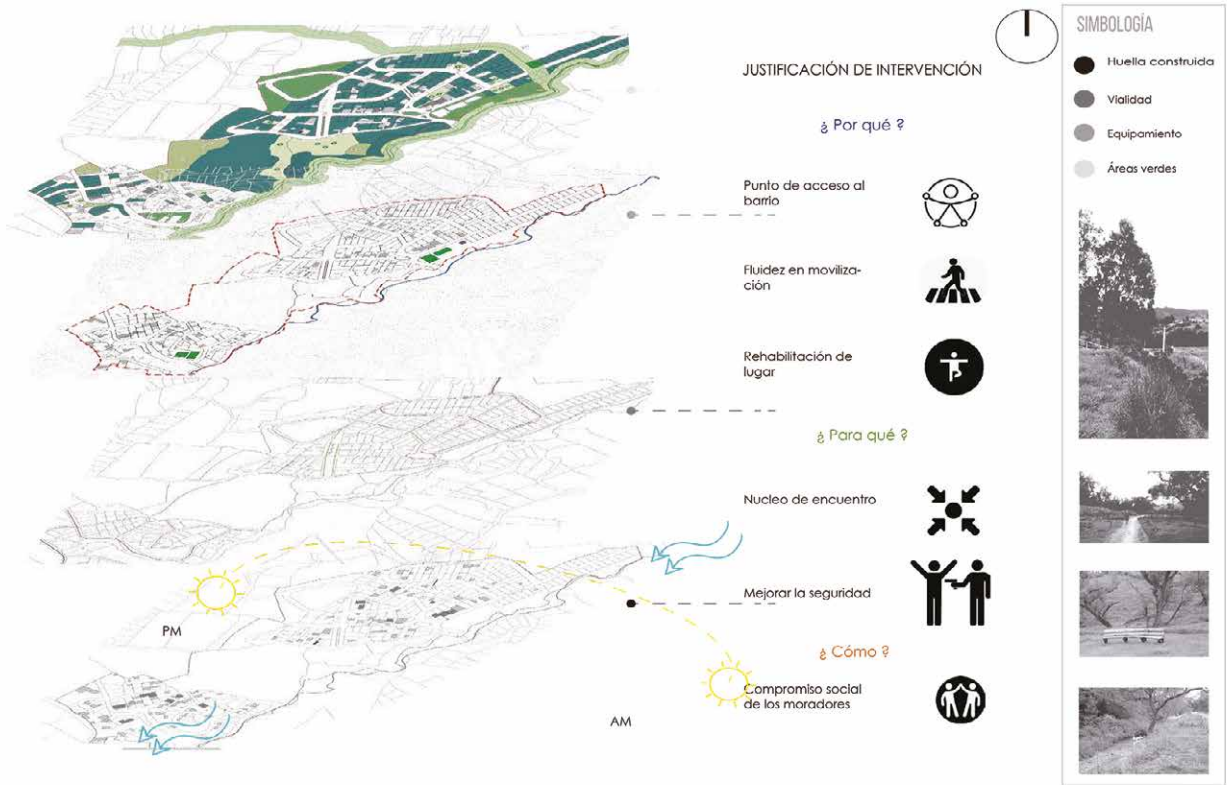 JUSTIFICACIÓN DE INTERVENCIÓN
¿ Por qué ?
Punto de acceso al
barrio
Fluidez en moviliza-
ción
Rehabilitación de
lugar
¿ Para qué ?
Nucleo de encuentro
Mejorar la seguridad
¿ Cómo ?
Compromiso social
de los moradores
PM
AM
SIMBOLOGÍA
Huella construida
Vialidad
Equipamiento
Áreas verdes